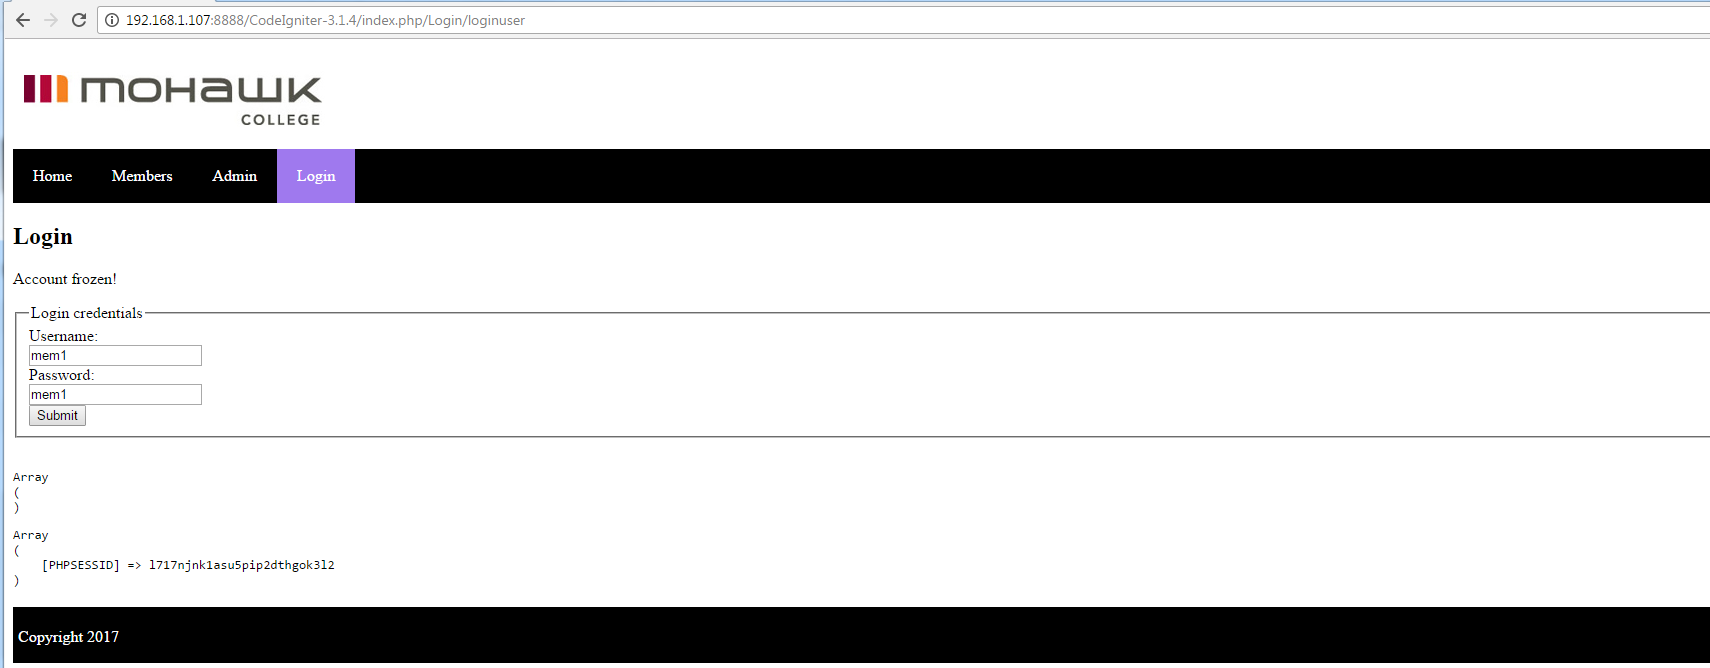 192.168.1.107:8888/CodeIgniter-3.1.4/index.php/Login/loginuser
mohawk
COLLEGE
Home Members Admin Login
Login
Account frozen!
Login credentials
Username:
mem1
Password:
mem1
Submit
Array
(
)
Array
(
[PHPSESSID] => l717njnk1asu5pip2dthgok3l2
)
Copyright 2017